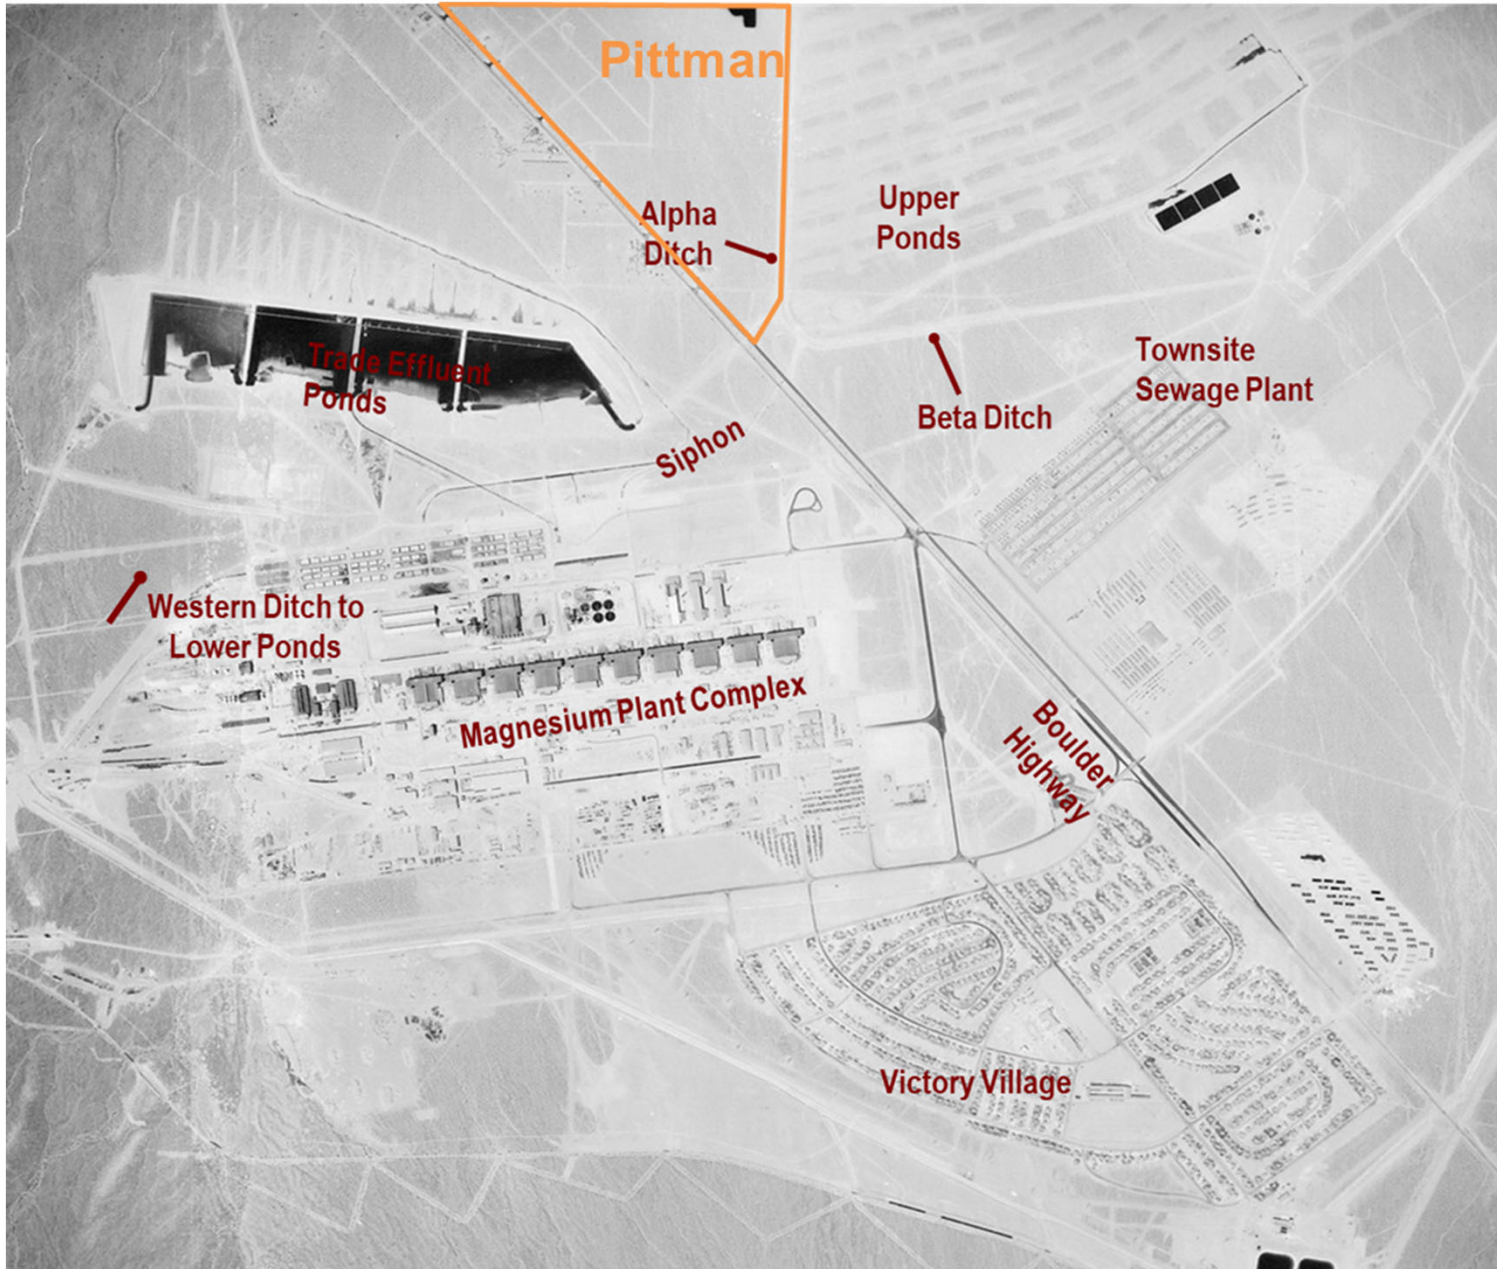 Pittman
Alpha
Ditch
Upper
Ponds
Trade Effluent
Ponds
Townsite
Sewage Plant
Beta Ditch
Siphon
Western Ditch to
Lower Ponds
Magnesium Plant Complex
Boulder
Highway
Victory Village